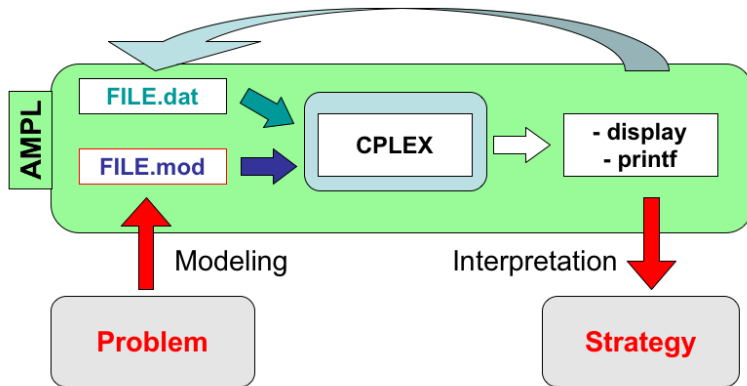 AMPL
FILE.dat
FILE.mod
CPLEX
- display
- printf
Modeling
Interpretation
Problem
Strategy